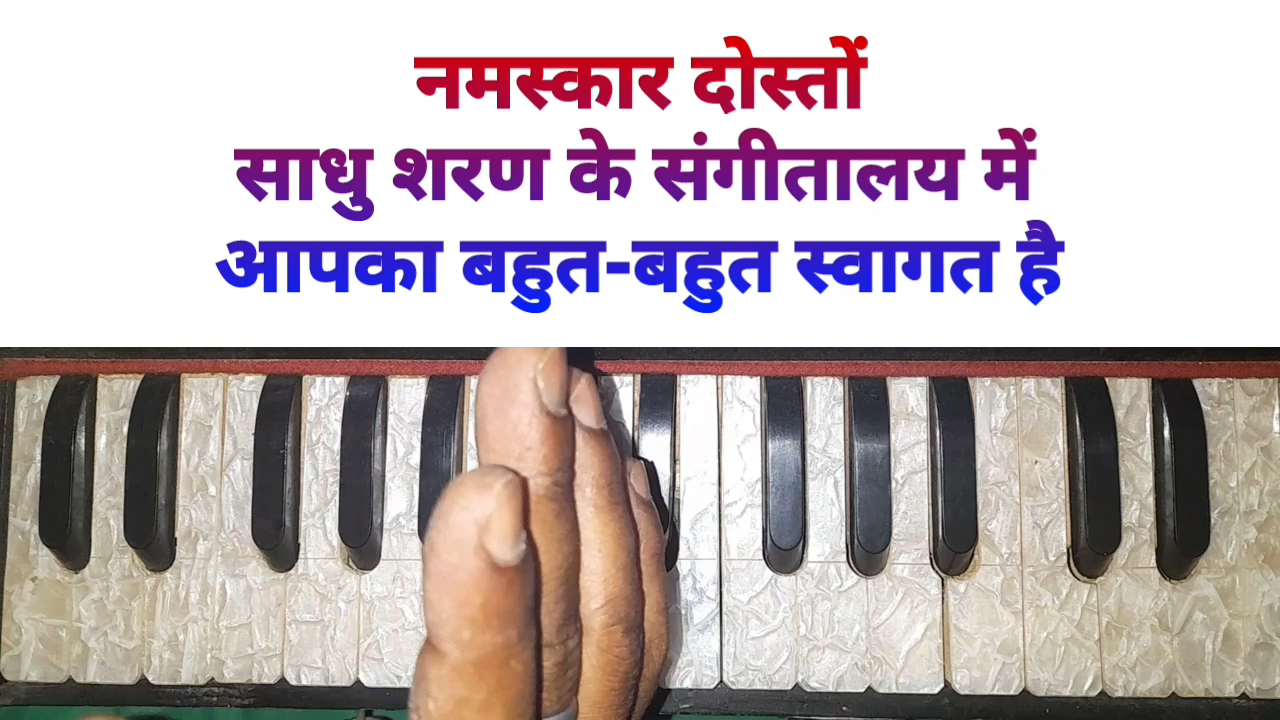 नमस्कार दोस्तों
साधु शरण के संगीतालय में
आपका बहुत-बहुत स्वागत है